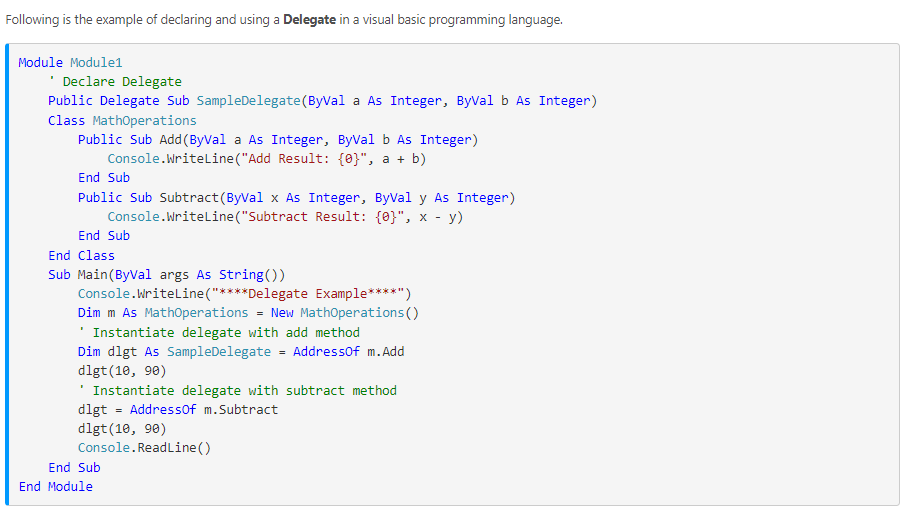 Following is the example of declaring and using a Delegate in a visual basic programming language.
Module Module1
    ' Declare Delegate
    Public Delegate Sub SampleDelegate(ByVal a As Integer, ByVal b As Integer)
    Class MathOperations
        Public Sub Add(ByVal a As Integer, ByVal b As Integer)
            Console.WriteLine("Add Result: {0}", a + b)
        End Sub
        Public Sub Subtract(ByVal x As Integer, ByVal y As Integer)
            Console.WriteLine("Subtract Result: {0}", x - y)
        End Sub
    End Class
    Sub Main(ByVal args As String())
        Console.WriteLine("****Delegate Example****")
        Dim m As MathOperations = New MathOperations()
        ' Instantiate delegate with add method
        Dim dlgt As SampleDelegate = AddressOf m.Add
        dlgt(10, 90)
        ' Instantiate delegate with subtract method
        dlgt = AddressOf m.Subtract
        dlgt(10, 90)
        Console.ReadLine()
    End Sub
End Module